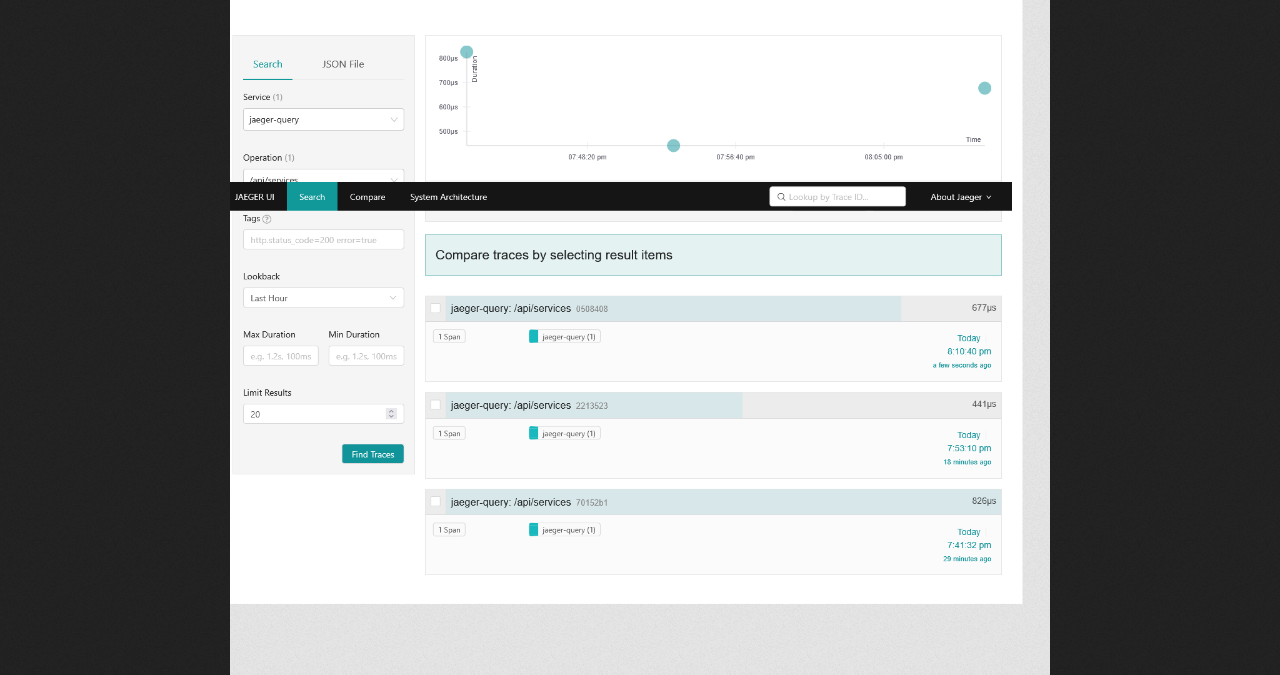 Search JSON File
Service (1)
jaeger-query
Operation (1)
/api/services
800μs
700μs
600μs
500μs
Duration
Time
07:48:20 pm 07:56:40 pm 08:05:00 pm
JAEGER UI Search Compare System Architecture Lookup by Trace ID... About Jaeger
Tags
http.status_code=200 error=true
Lookback
Last Hour
Max Duration Min Duration
e.g. 1.2s, 100ms e.g. 1.2s, 100ms
Limit Results
20
Find Traces
Compare traces by selecting result items
jaeger-query: /api/services 0508408 677μs
1 Span jaeger-query (1) Today
8:10:40 pm
a few seconds ago
jaeger-query: /api/services 2213523 441μs
1 Span jaeger-query (1) Today
7:53:10 pm
18 minutes ago
jaeger-query: /api/services 70152b1 826μs
1 Span jaeger-query (1) Today
7:41:32 pm
29 minutes ago